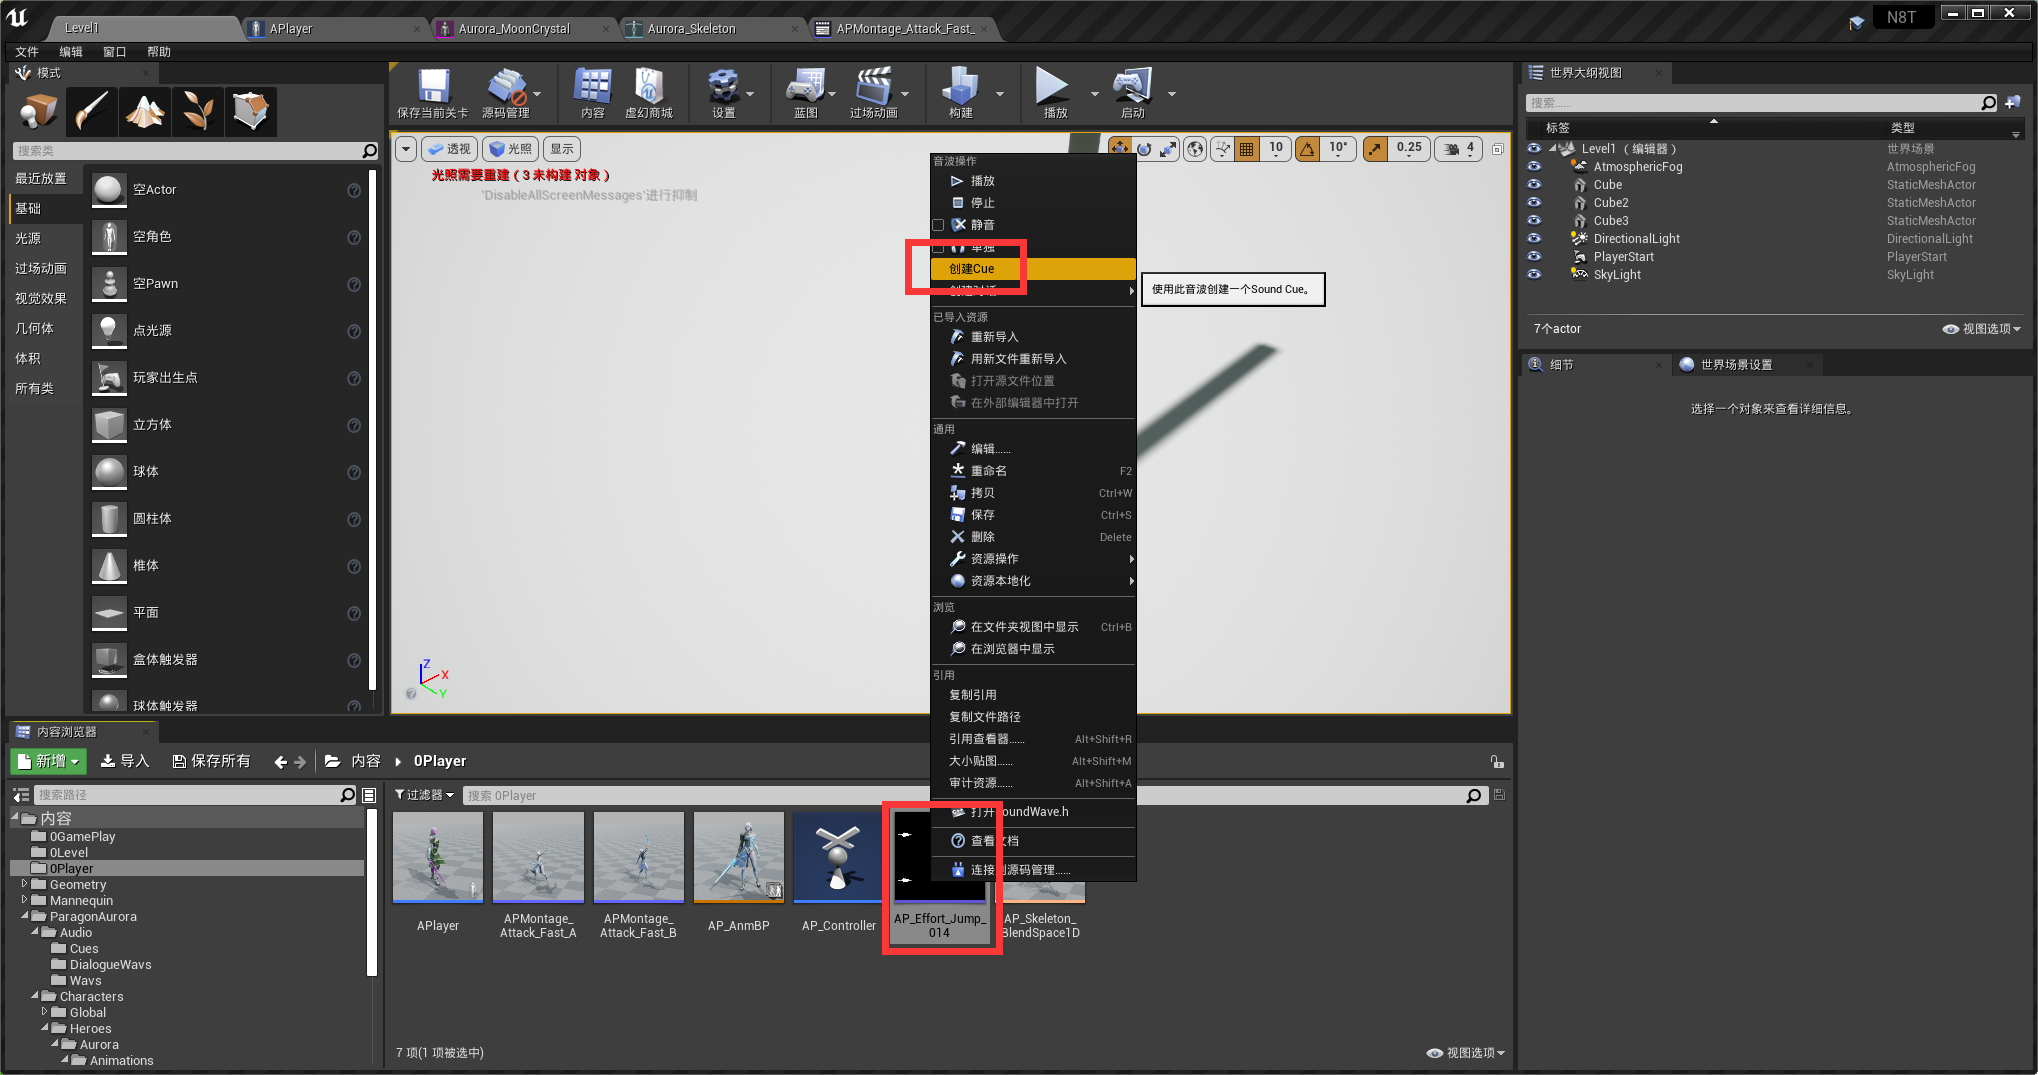 Level1
APlayer
Aurora_MoonCrystal
Aurora_Skeleton
APMontage_Attack_Fast_
N8T
文件 编辑 窗口 帮助
模式
搜索类
最近放置
基础
光源
过场动画
视觉效果
几何体
体积
所有类
空Actor
空角色
空Pawn
点光源
玩家出生点
立方体
球体
圆柱体
椎体
平面
盒体触发器
球体触发器
保存当前关卡
源码管理
内容
虚幻商城
设置
蓝图
过场动画
构建
播放
启动
透视
光照
显示
10
10°
0.25
4
光照需要重建（3 未构建 对象）
'DisableAllScreenMessages'进行抑制
Z
X
Y
音波操作
播放
停止
静音
单独
创建Cue
创建对话
使用此音波创建一个Sound Cue。
已导入资源
重新导入
用新文件重新导入
打开源文件位置
在外部编辑器中打开
通用
编辑......
重命名 F2
拷贝 Ctrl+W
保存 Ctrl+S
删除 Delete
资源操作
资源本地化
浏览
在文件夹视图中显示 Ctrl+B
在浏览器中显示
引用
复制引用
复制文件路径
引用查看器...... Alt+Shift+R
大小贴图...... Alt+Shift+M
审计资源...... Alt+Shift+A
打开 oundWave.h
查看文档
连接到源码管理......
世界大纲视图
搜索......
标签 类型
Level1（编辑器） 世界场景
AtmosphericFog AtmosphericFog
Cube StaticMeshActor
Cube2 StaticMeshActor
Cube3 StaticMeshActor
DirectionalLight DirectionalLight
PlayerStart PlayerStart
SkyLight SkyLight
7个actor
视图选项
细节
世界场景设置
选择一个对象来查看详细信息。
内容浏览器
新增 导入 保存所有 内容 0Player
搜索路径
过滤器
搜索 0Player
内容
0GamePlay
0Level
0Player
Geometry
Mannequin
ParagonAurora
Audio
Cues
DialogueWavs
Wavs
Characters
Global
Heroes
Aurora
Animations
APlayer
APMontage_
Attack_Fast_A
APMontage_
Attack_Fast_B
AP_AnmBP
AP_Controller
AP_Effort_Jump_
014
AP_Skeleton_
BlendSpace1D
7 项(1 项被选中)
视图选项